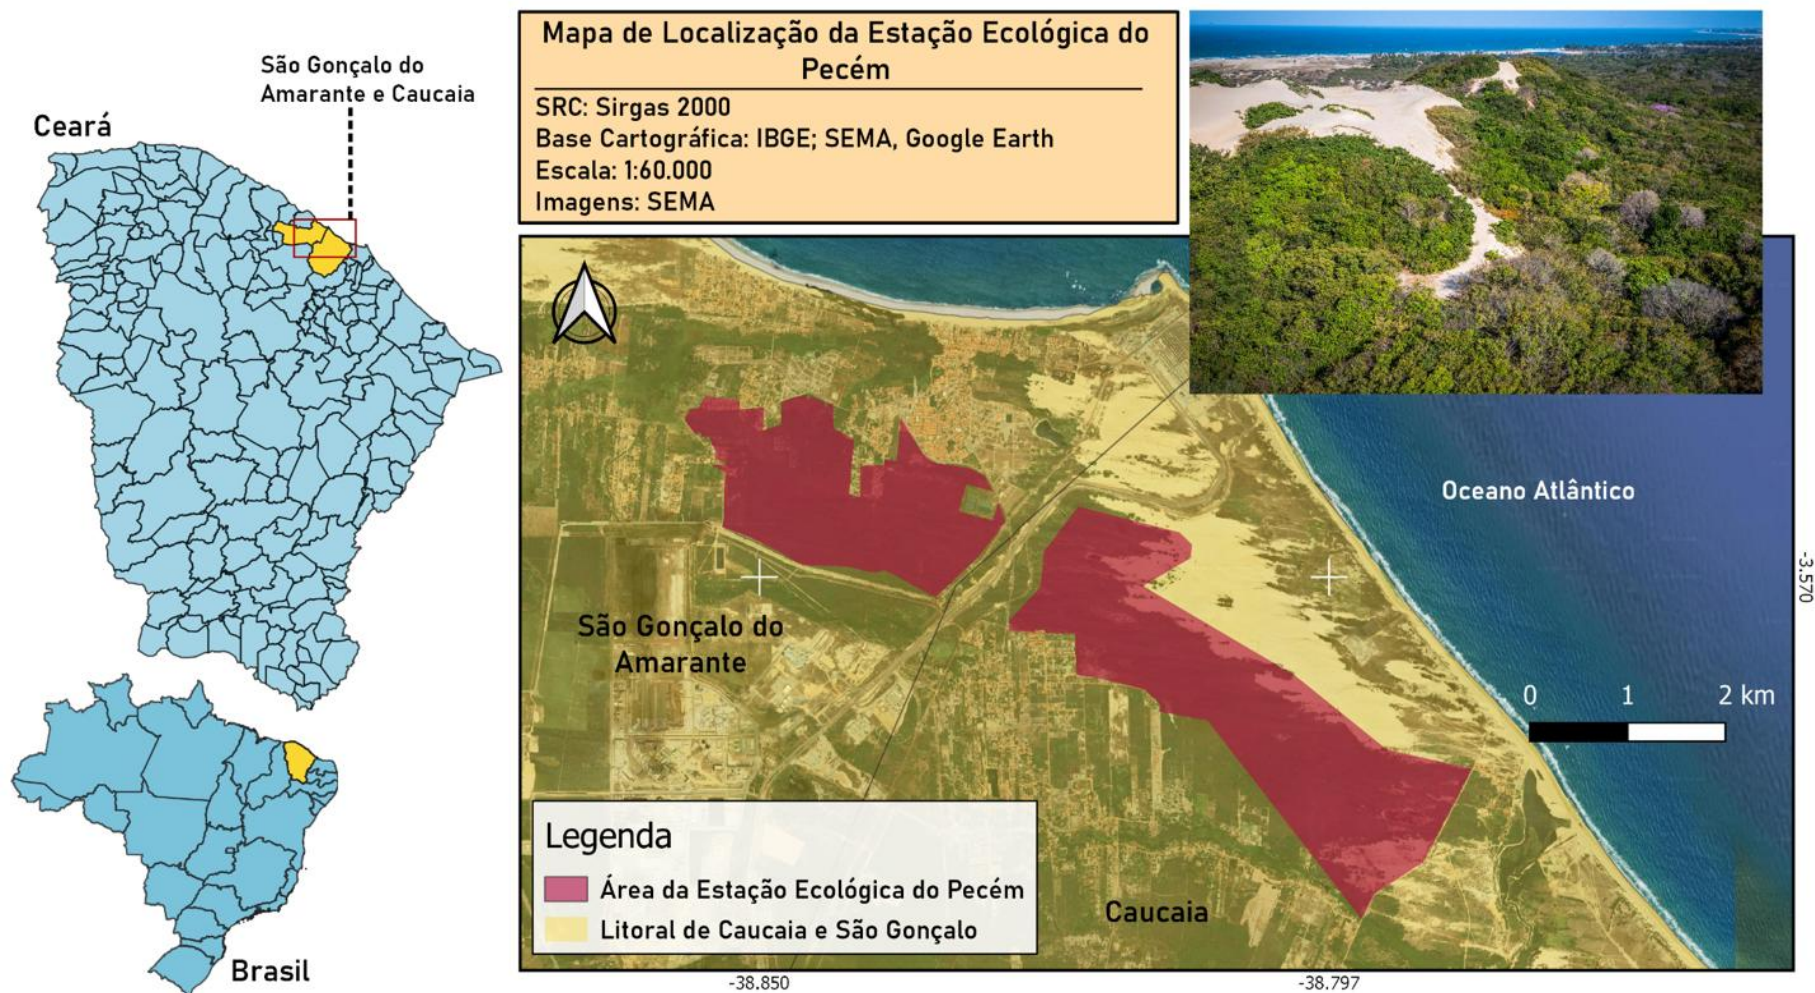 São Gonçalo do
Amarante e Caucaia
Ceará
Mapa de Localização da Estação Ecológica do
Pecém
SRC: Sirgas 2000
Base Cartográfica: IBGE; SEMA, Google Earth
Escala: 1:60.000
Imagens: SEMA
Oceano Atlântico
-3.570
São Gonçalo do
Amarante
0 1 2 km
Legenda
Área da Estação Ecológica do Pecém
Litoral de Caucaia e São Gonçalo
Caucaia
Brasil
-38.850
-38.797